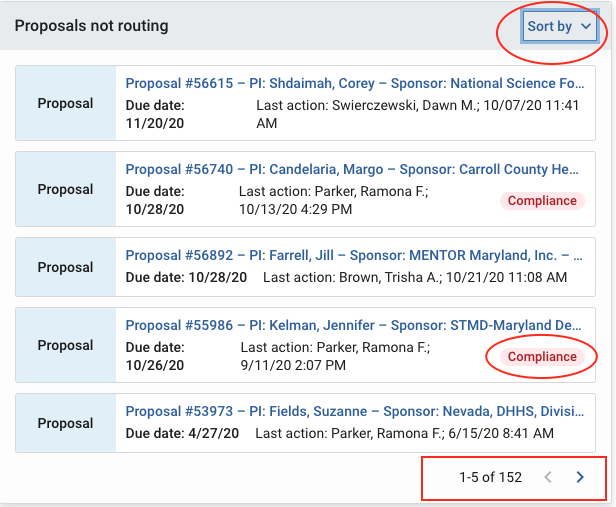 Proposals not routing
Sort by
Proposal
Proposal #56615 – PI: Shdaimah, Corey – Sponsor: National Science Fo...
Due date: 11/20/20
Last action: Swierczewski, Dawn M.; 10/07/20 11:41 AM
Proposal
Proposal #56740 – PI: Candelaria, Margo – Sponsor: Carroll County He...
Due date: 10/28/20
Last action: Parker, Ramona F.; 10/13/20 4:29 PM
Compliance
Proposal
Proposal #56892 – PI: Farrell, Jill – Sponsor: MENTOR Maryland, Inc. – ...
Due date: 10/28/20
Last action: Brown, Trisha A.; 10/21/20 11:08 AM
Proposal
Proposal #55986 – PI: Kelman, Jennifer – Sponsor: STMD-Maryland De...
Due date: 10/26/20
Last action: Parker, Ramona F.; 9/11/20 2:07 PM
Compliance
Proposal
Proposal #53973 – PI: Fields, Suzanne – Sponsor: Nevada, DHHS, Divisi...
Due date: 4/27/20
Last action: Parker, Ramona F.; 6/15/20 8:41 AM
1-5 of 152